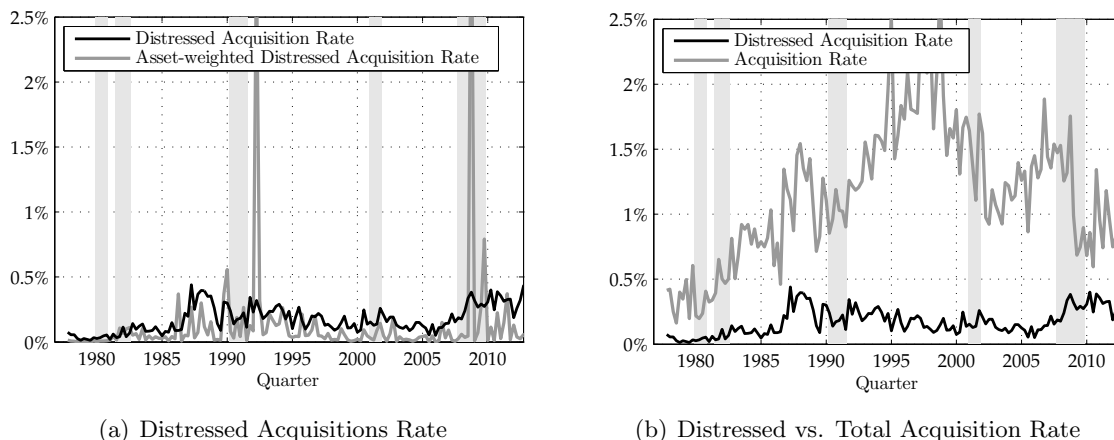 2.5%
2%
1.5%
1%
0.5%
0%
Distressed Acquisition Rate
Asset-weighted Distressed Acquisition Rate
1980 1985 1990 1995 2000 2005 2010
Quarter
(a) Distressed Acquisitions Rate
2.5%
2%
1.5%
1%
0.5%
0%
Distressed Acquisition Rate
Acquisition Rate
1980 1985 1990 1995 2000 2005 2010
Quarter
(b) Distressed vs. Total Acquisition Rate